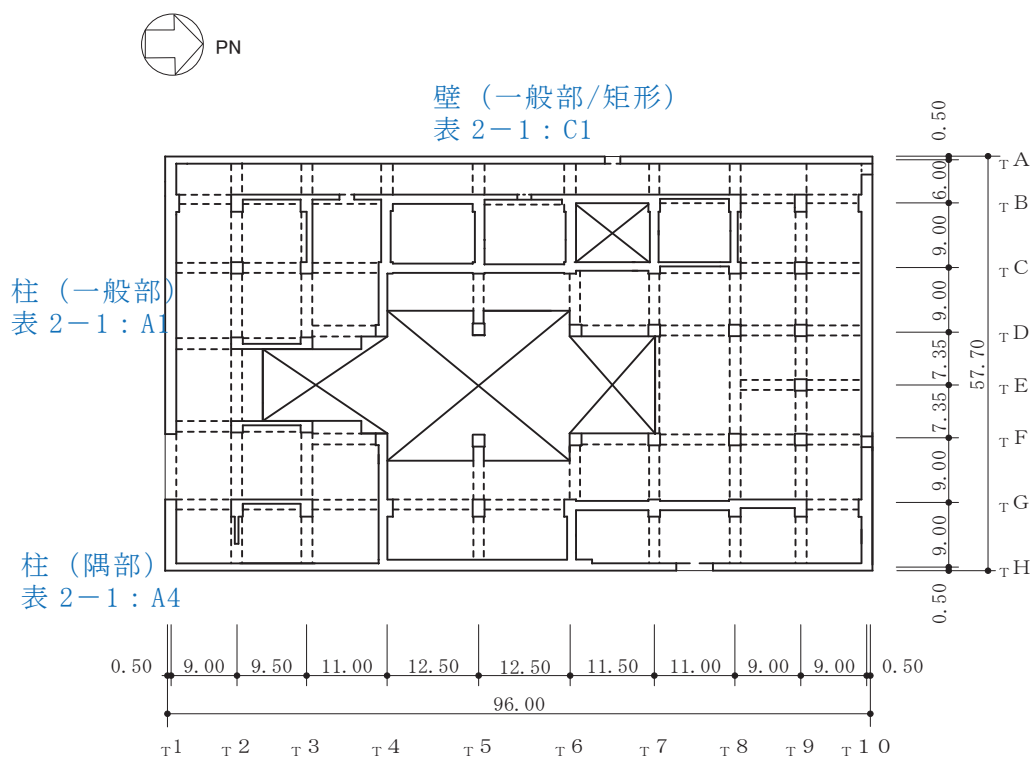 PN
壁（一般部/矩形）
表 2－1：C1
柱（一般部）
表 2－1：A1
柱（隅部）
表 2－1：A4
0.50
6.00
9.00
9.00
7.35
7.35
9.00
9.00
0.50
57.70
TA
TB
TC
TD
TE
TF
TG
TH
0.50 9.00 9.50 11.00 12.50 12.50 11.50 11.00 9.00 9.00 0.50
96.00
T1 T2 T3 T4 T5 T6 T7 T8 T9 T10